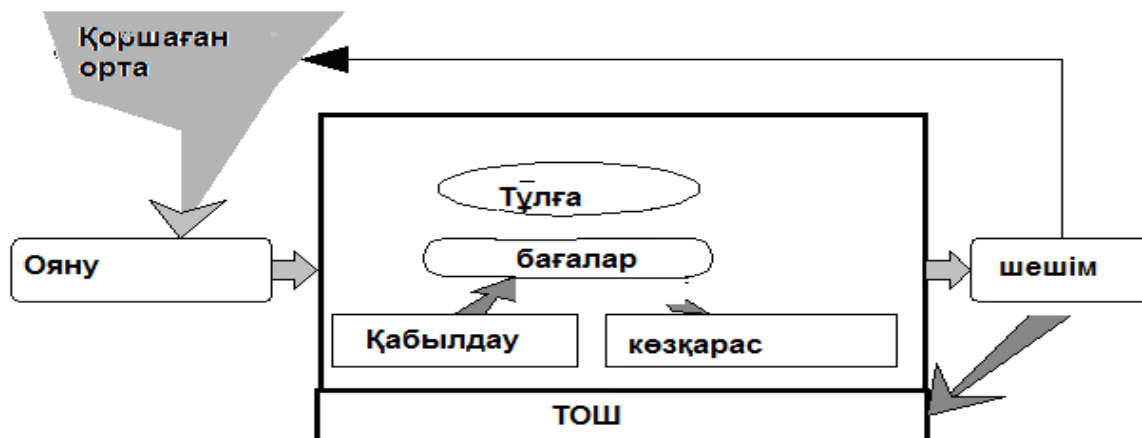 Қоршаған
орта
Тұлға
Ояну
бағалар
шешім
Қабылдау
көзқарас
ТОШ